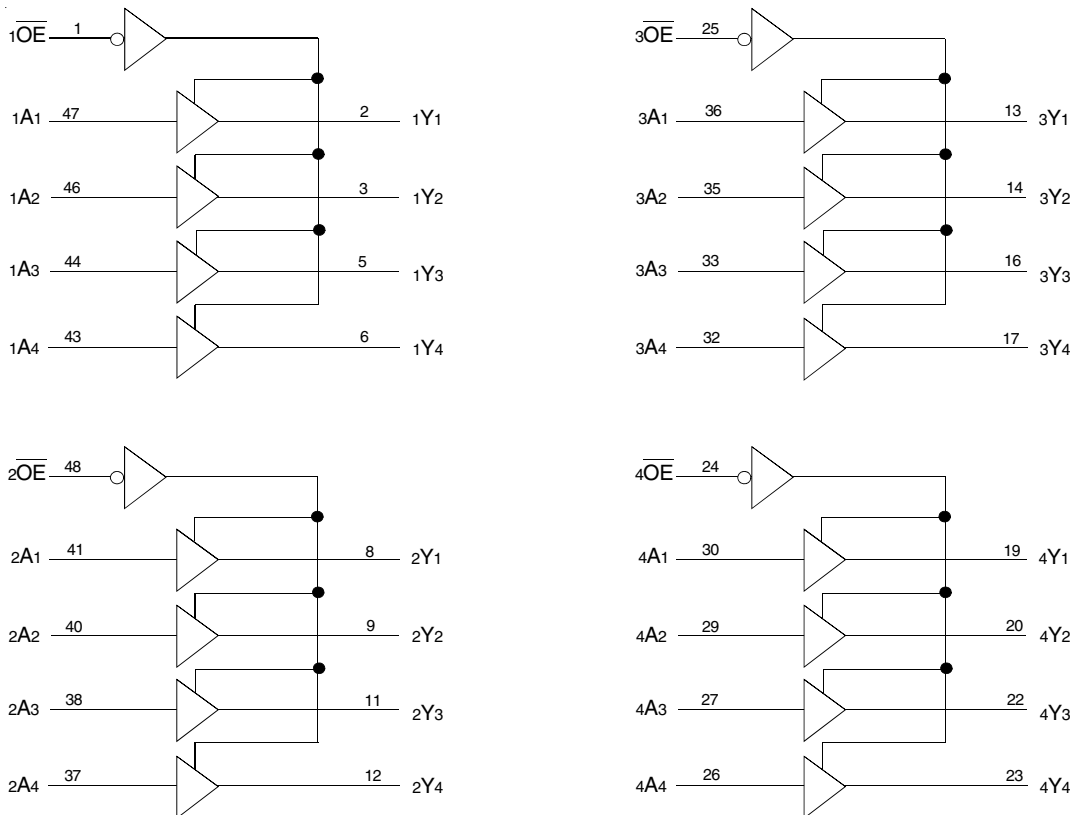 1OE 1
1A1 47 2 1Y1
1A2 46 3 1Y2
1A3 44 5 1Y3
1A4 43 6 1Y4
3OE 25
3A1 36 13 3Y1
3A2 35 14 3Y2
3A3 33 16 3Y3
3A4 32 17 3Y4
2OE 48
2A1 41 8 2Y1
2A2 40 9 2Y2
2A3 38 11 2Y3
2A4 37 12 2Y4
4OE 24
4A1 30 19 4Y1
4A2 29 20 4Y2
4A3 27 22 4Y3
4A4 26 23 4Y4